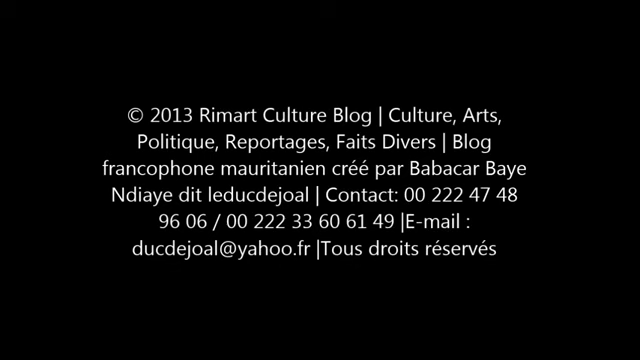 © 2013 Rimart Culture Blog | Culture, Arts,
Politique, Reportages, Faits Divers | Blog
francophone mauritanien créé par Babacar Baye
Ndiaye dit leducdejoal | Contact: 00 222 47 48
96 06 / 00 222 33 60 61 49 |E-mail :
ducdejoal@yahoo.fr |Tous droits réservés